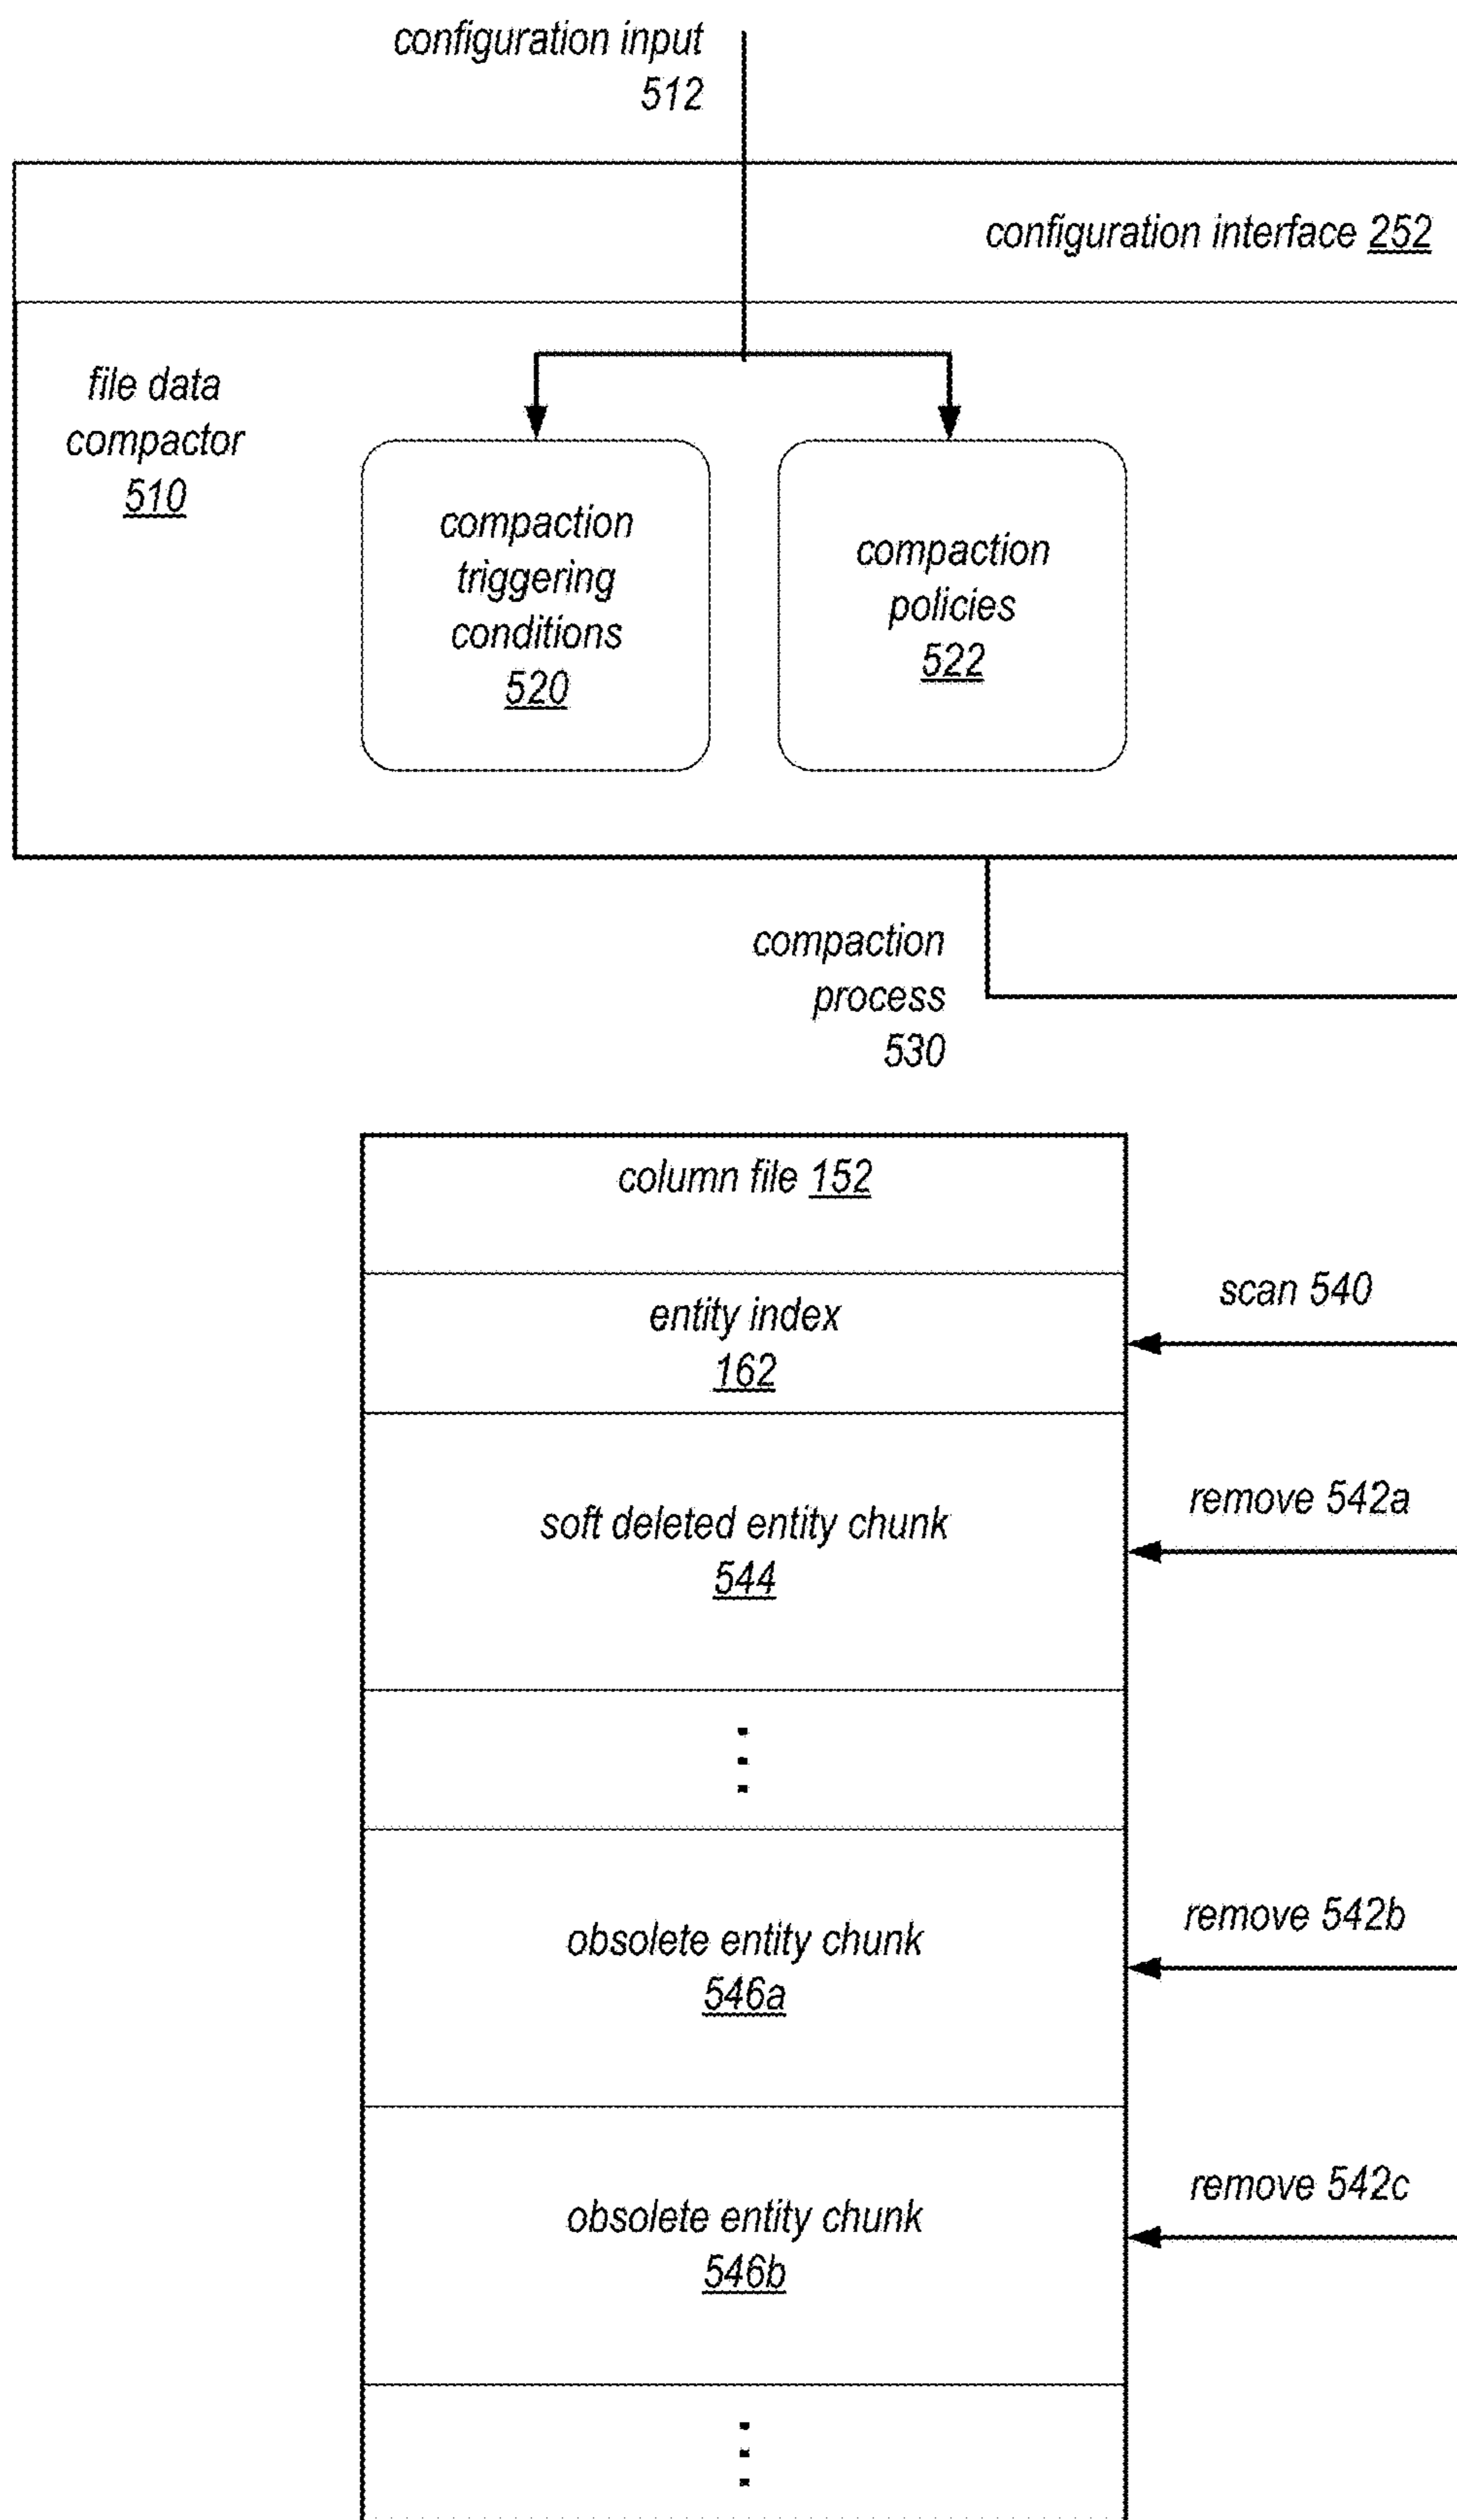 configuration input
512
configuration interface 252
file data
compactor
510
compaction
triggering
conditions
520
compaction
policies
522
compaction
process
530
column file 152
entity index
162
scan 540
soft deleted entity chunk
544
remove 542a
obsolete entity chunk
546a
remove 542b
obsolete entity chunk
546b
remove 542c